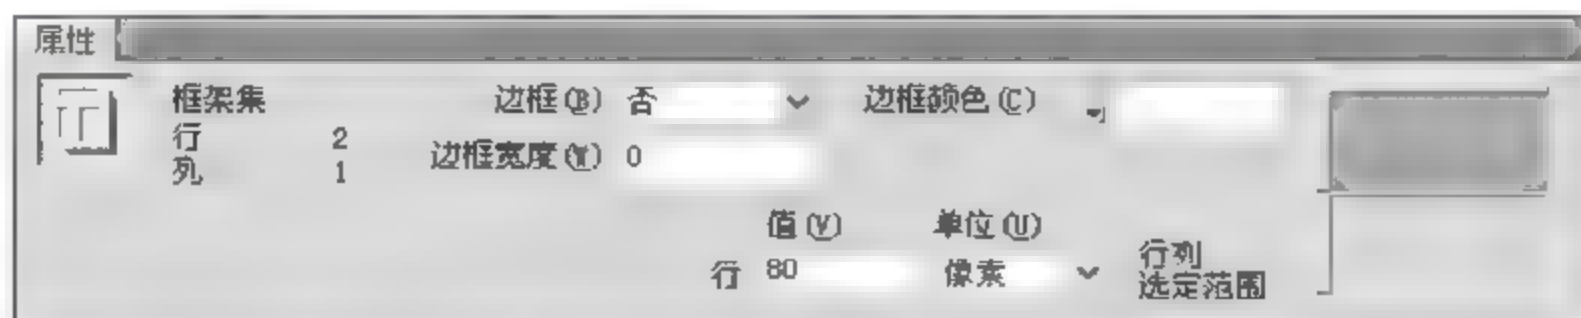 属性
框架集 边框(B) 否 边框颜色(C)
行 2
列 1 边框宽度(W) 0
值(V) 单位(U)
行 80 像素 行列
选定范围